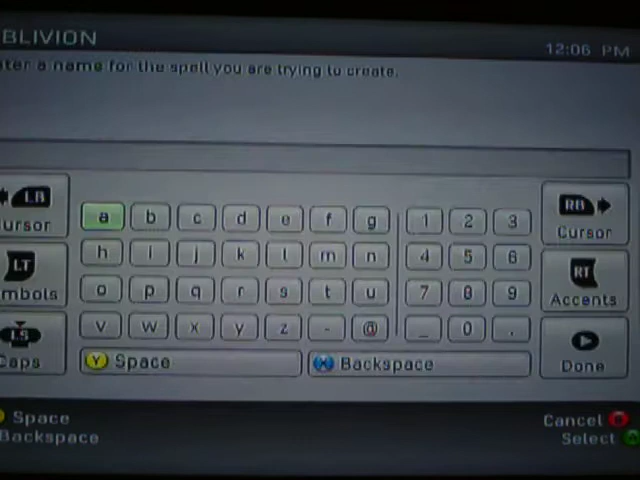 BLIVION
12:06 PM
ter a name for the spell you are trying to create.
LB
ursor
RB
Cursor
a b c d e f g 1 2 3
h i j k l m n 4 5 6
LT
mbols
RT
Accents
o p q r s t u 7 8 9
v w x y z - @ _ 0 .
LS
Caps
Done
Y Space
X Backspace
Space
Backspace
Cancel
Select